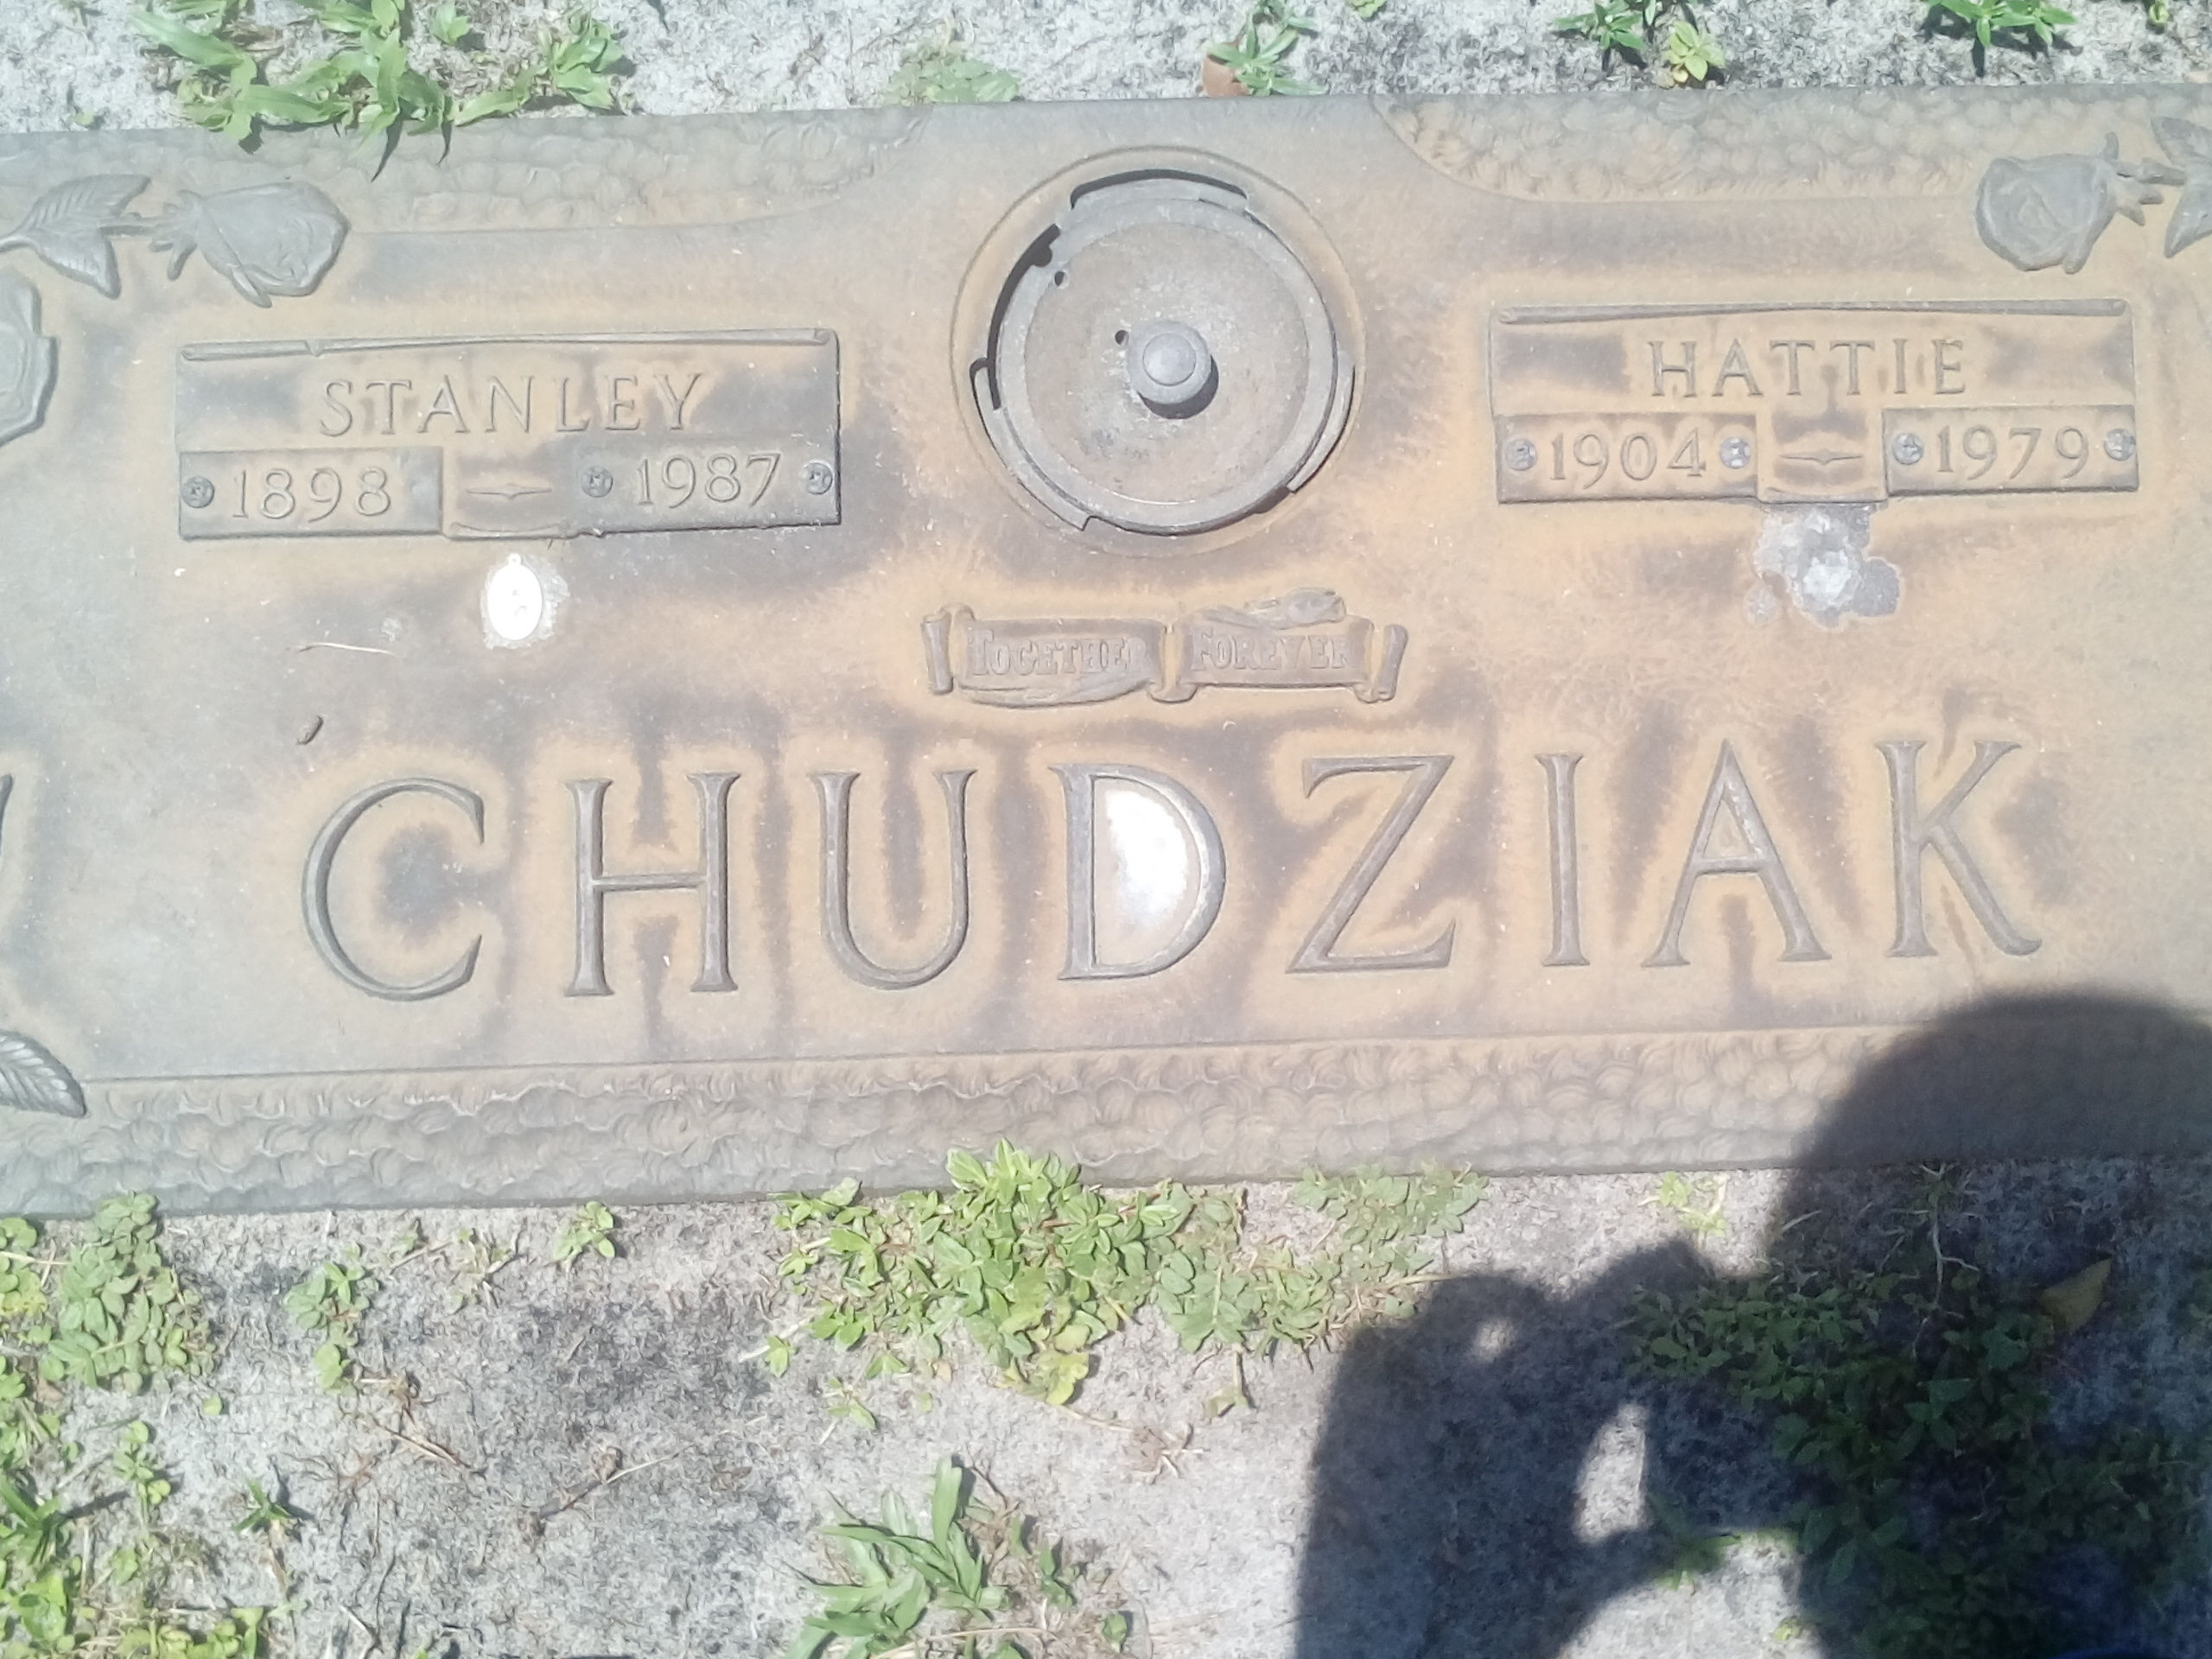 STANLEY
1898 1987
HATTIE
1904 1979
TOGETHER FOREVER
CHUDZIAK